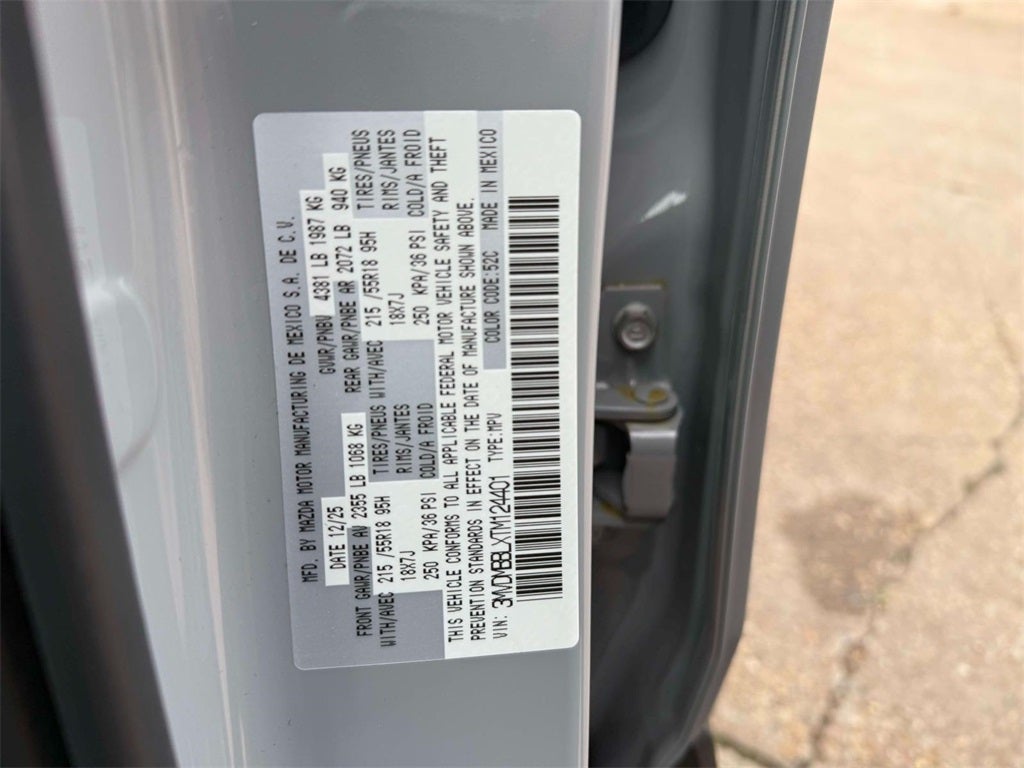 MFD. BY MAZDA MOTOR MANUFACTURING DE MEXICO S.A. DE C.V.
DATE 12/25 GVWR/PNBV 4381 LB 1987 KG
FRONT GAWR/PNBE AV 2355 LB 1068 KG REAR GAWR/PNBE AR 2072 LB 940 KG
WITH/AVEC 215 /55R18 95H TIRES/PNEUS WITH/AVEC 215 /55R18 95H TIRES/PNEUS
18X7J RIMS/JANTES 18X7J RIMS/JANTES
250 KPA/36 PSI COLD/A FROID 250 KPA/36 PSI COLD/A FROID
THIS VEHICLE CONFORMS TO ALL APPLICABLE FEDERAL MOTOR VEHICLE SAFETY AND THEFT
PREVENTION STANDARDS IN EFFECT ON THE DATE OF MANUFACTURE SHOWN ABOVE.
VIN: 3MVDMBBLXTM124401 TYPE:MPV COLOR CODE:52C MADE IN MEXICO